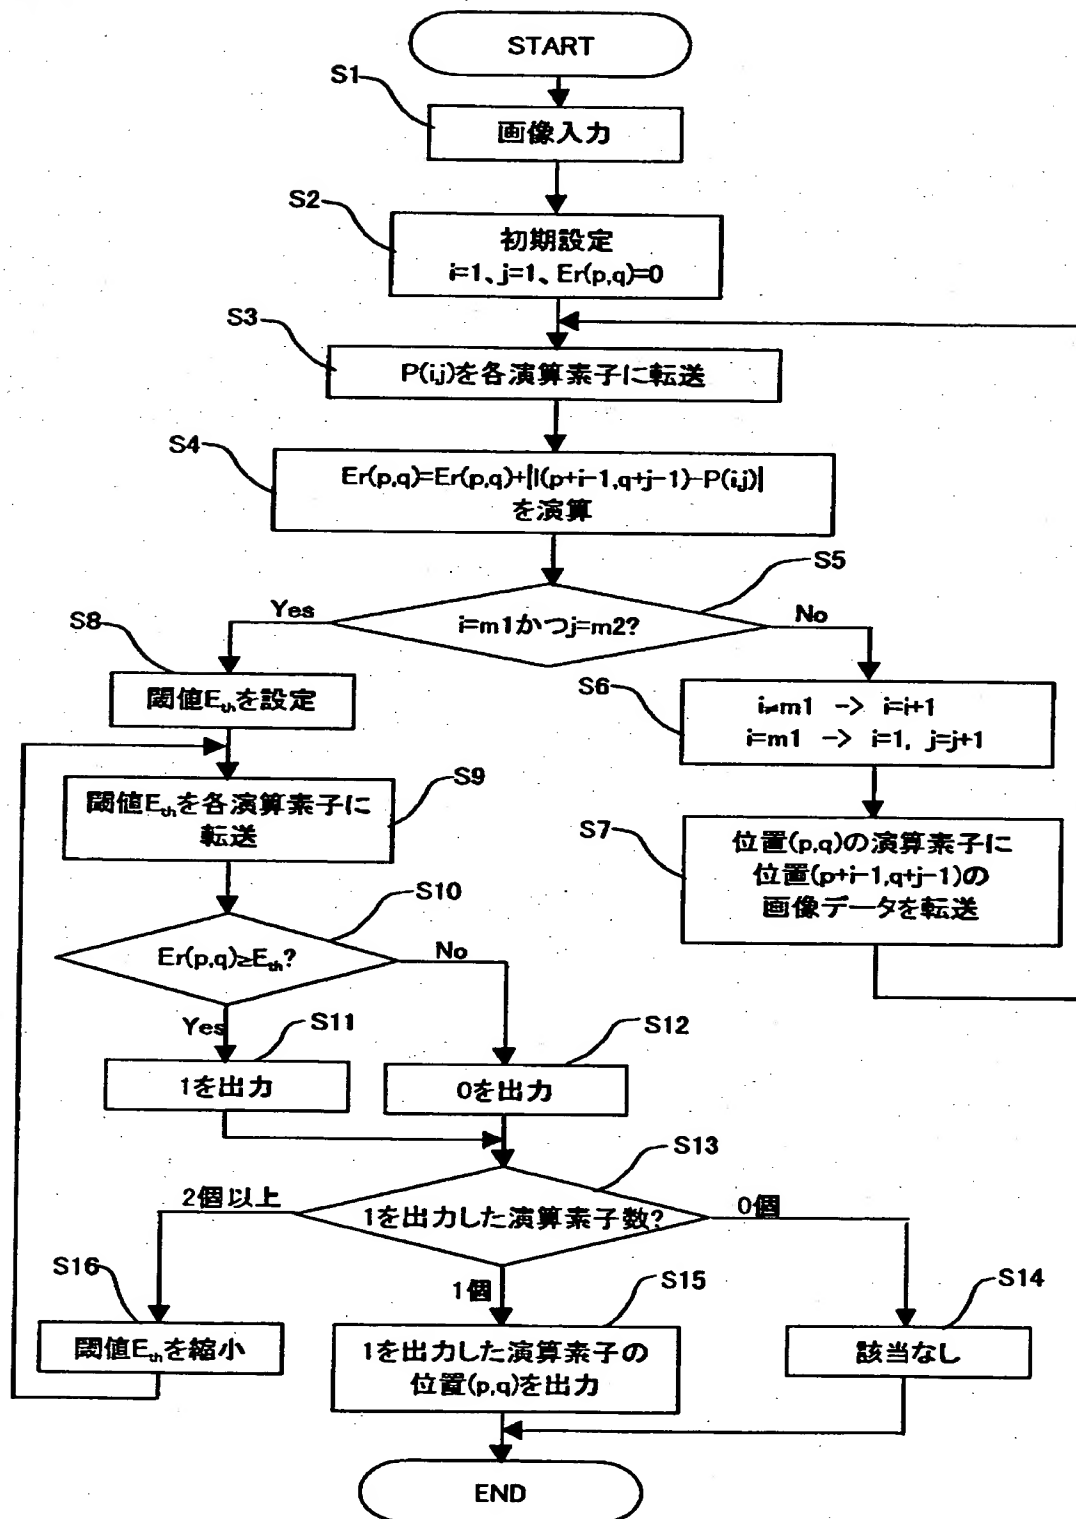 START
S1
画像入力
S2
初期設定
i=1、j=1、Er(p,q)=0
S3
P(i,j)を各演算素子に転送
S4
Er(p,q)=Er(p,q)+|I(p+i-1,q+j-1)-P(i,j)|
を演算
S5
i=m1かつj=m2?
Yes
No
S8
閾値Ethを設定
S6
i≠m1 -> i=i+1
i=m1 -> i=1, j=j+1
S9
閾値Ethを各演算素子に
転送
S7
位置(p,q)の演算素子に
位置(p+i-1,q+j-1)の
画像データを転送
S10
Er(p,q)≥Eth?
No
Yes
S11
1を出力
S12
0を出力
S13
1を出力した演算素子数?
2個以上
0個
1個
S16
閾値Ethを縮小
S15
1を出力した演算素子の
位置(p,q)を出力
S14
該当なし
END